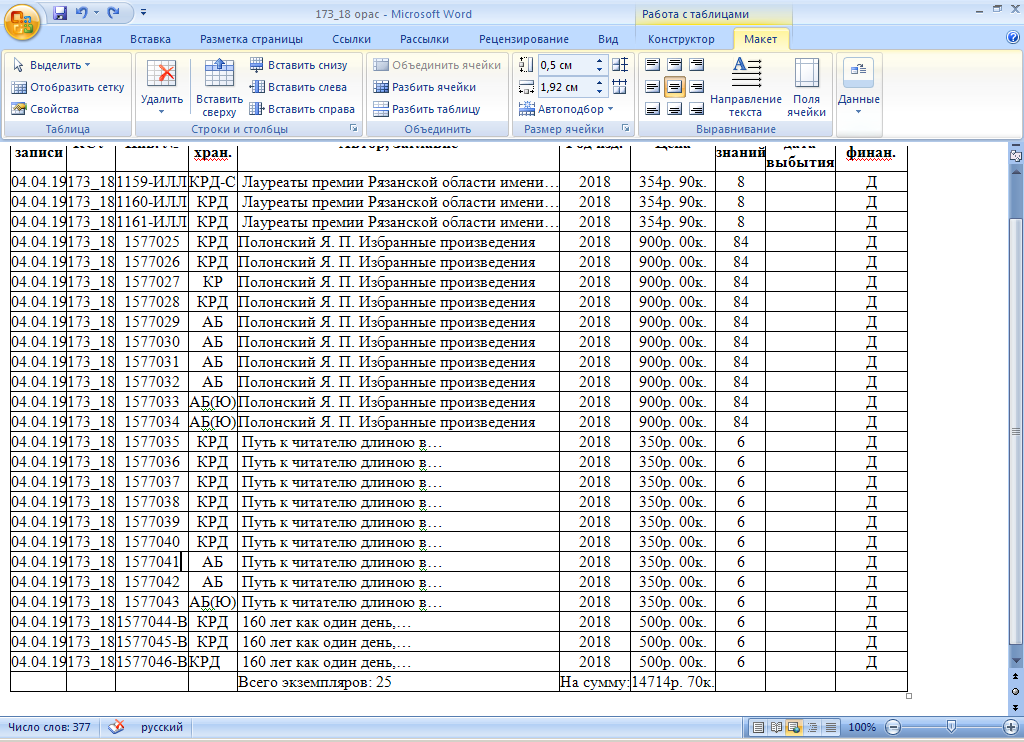 173_18 орас - Microsoft Word
Работа с таблицами
Главная Вставка Разметка страницы Ссылки Рассылки Рецензирование Вид Конструктор Макет
Выделить
Отобразить сетку
Свойства
Таблица
Удалить
Вставить сверху
Вставить снизу
Вставить слева
Вставить справа
Строки и столбцы
Объединить ячейки
Разбить ячейки
Разбить таблицу
Объединить
0,5 см
1,92 см
Автоподбор
Размер ячейки
Направление текста
Поля ячейки
Выравнивание
Данные
записи КСУ Инв. № хран. Автор, заглавие Год изд. Цена знаний дата выбытия финан.
04.04.19 173_18 1159-ИЛЛ КРД-С Лауреаты премии Рязанской области имени… 2018 354р. 90к. 8 Д
04.04.19 173_18 1160-ИЛЛ КРД Лауреаты премии Рязанской области имени… 2018 354р. 90к. 8 Д
04.04.19 173_18 1161-ИЛЛ КРД Лауреаты премии Рязанской области имени… 2018 354р. 90к. 8 Д
04.04.19 173_18 1577025 КРД Полонский Я. П. Избранные произведения 2018 900р. 00к. 84 Д
04.04.19 173_18 1577026 КРД Полонский Я. П. Избранные произведения 2018 900р. 00к. 84 Д
04.04.19 173_18 1577027 КР Полонский Я. П. Избранные произведения 2018 900р. 00к. 84 Д
04.04.19 173_18 1577028 КРД Полонский Я. П. Избранные произведения 2018 900р. 00к. 84 Д
04.04.19 173_18 1577029 АБ Полонский Я. П. Избранные произведения 2018 900р. 00к. 84 Д
04.04.19 173_18 1577030 АБ Полонский Я. П. Избранные произведения 2018 900р. 00к. 84 Д
04.04.19 173_18 1577031 АБ Полонский Я. П. Избранные произведения 2018 900р. 00к. 84 Д
04.04.19 173_18 1577032 АБ Полонский Я. П. Избранные произведения 2018 900р. 00к. 84 Д
04.04.19 173_18 1577033 АБ(Ю) Полонский Я. П. Избранные произведения 2018 900р. 00к. 84 Д
04.04.19 173_18 1577034 АБ(Ю) Полонский Я. П. Избранные произведения 2018 900р. 00к. 84 Д
04.04.19 173_18 1577035 КРД Путь к читателю длиною в… 2018 350р. 00к. 6 Д
04.04.19 173_18 1577036 КРД Путь к читателю длиною в… 2018 350р. 00к. 6 Д
04.04.19 173_18 1577037 КРД Путь к читателю длиною в… 2018 350р. 00к. 6 Д
04.04.19 173_18 1577038 КРД Путь к читателю длиною в… 2018 350р. 00к. 6 Д
04.04.19 173_18 1577039 КРД Путь к читателю длиною в… 2018 350р. 00к. 6 Д
04.04.19 173_18 1577040 КРД Путь к читателю длиною в… 2018 350р. 00к. 6 Д
04.04.19 173_18 1577041 АБ Путь к читателю длиною в… 2018 350р. 00к. 6 Д
04.04.19 173_18 1577042 АБ Путь к читателю длиною в… 2018 350р. 00к. 6 Д
04.04.19 173_18 1577043 АБ(Ю) Путь к читателю длиною в… 2018 350р. 00к. 6 Д
04.04.19 173_18 1577044-В КРД 160 лет как один день,… 2018 500р. 00к. 6 Д
04.04.19 173_18 1577045-В КРД 160 лет как один день,… 2018 500р. 00к. 6 Д
04.04.19 173_18 1577046-В КРД 160 лет как один день,… 2018 500р. 00к. 6 Д
Всего экземпляров: 25 На сумму: 14714р. 70к.
Число слов: 377 русский 100%